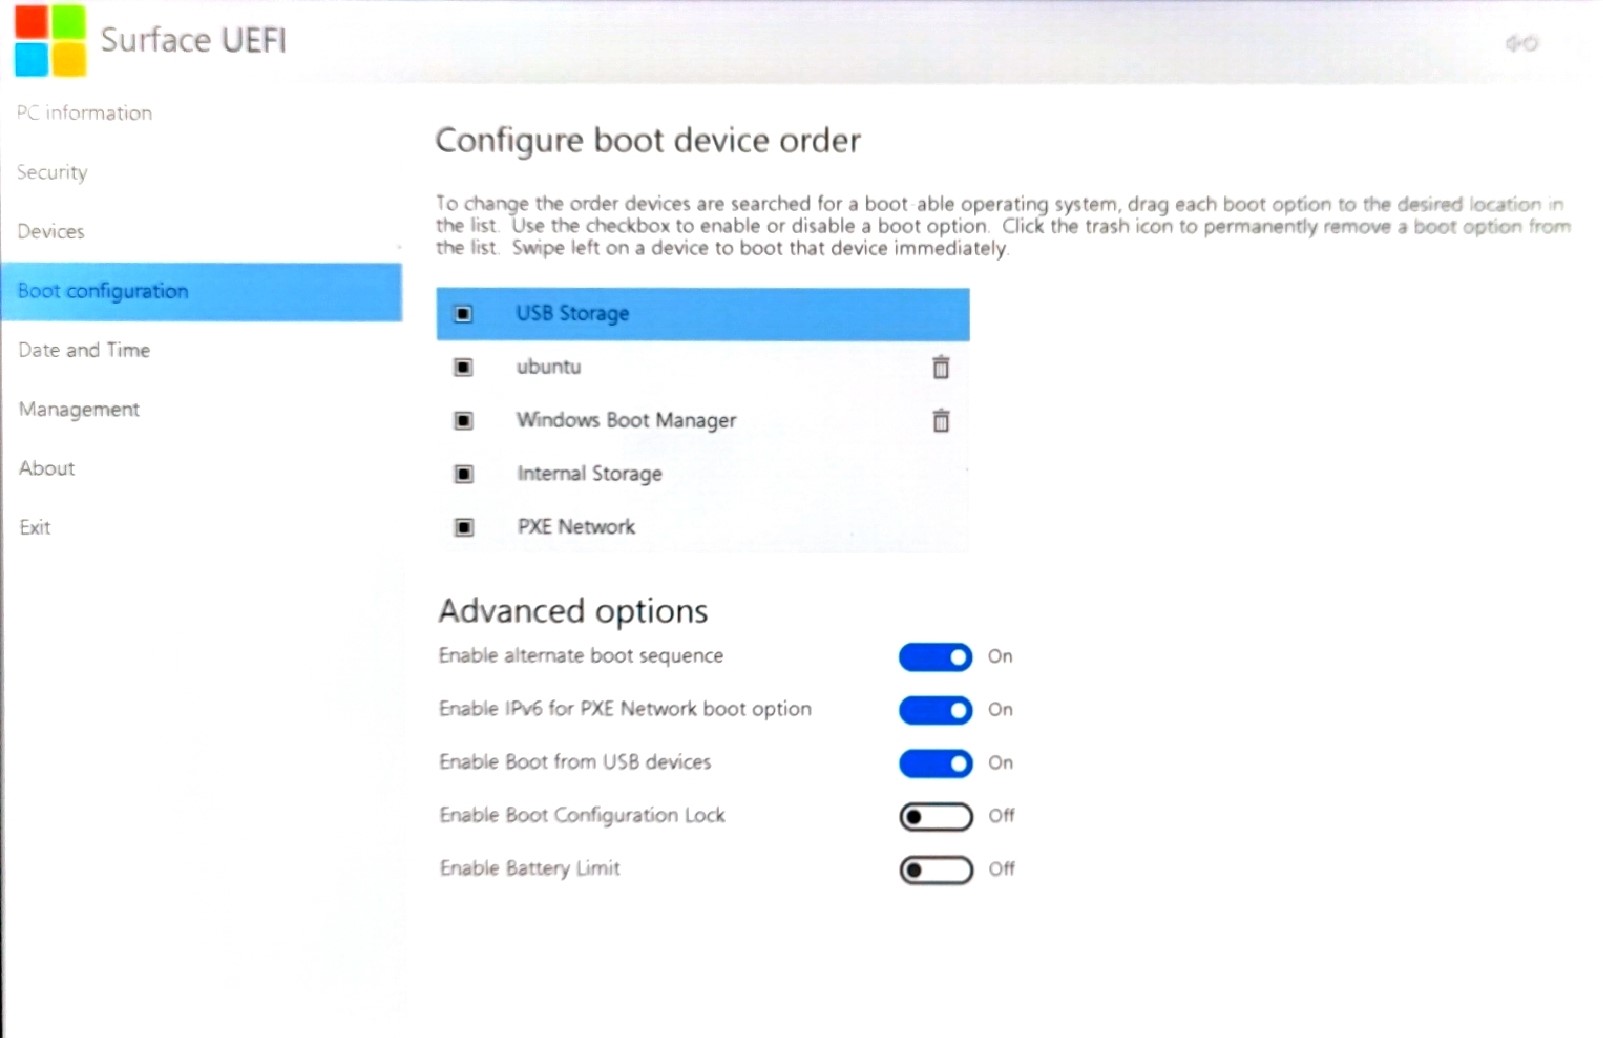 Surface UEFI
PC information
Security
Devices
Boot configuration
Date and Time
Management
About
Exit
Configure boot device order
To change the order devices are searched for a boot able operating system, drag each boot option to the desired location in
the list. Use the checkbox to enable or disable a boot option. Click the trash icon to permanently remove a boot option from
the list. Swipe left on a device to boot that device immediately.
USB Storage
ubuntu
Windows Boot Manager
Internal Storage
PXE Network
Advanced options
Enable alternate boot sequence On
Enable IPv6 for PXE Network boot option On
Enable Boot from USB devices On
Enable Boot Configuration Lock Off
Enable Battery Limit Off